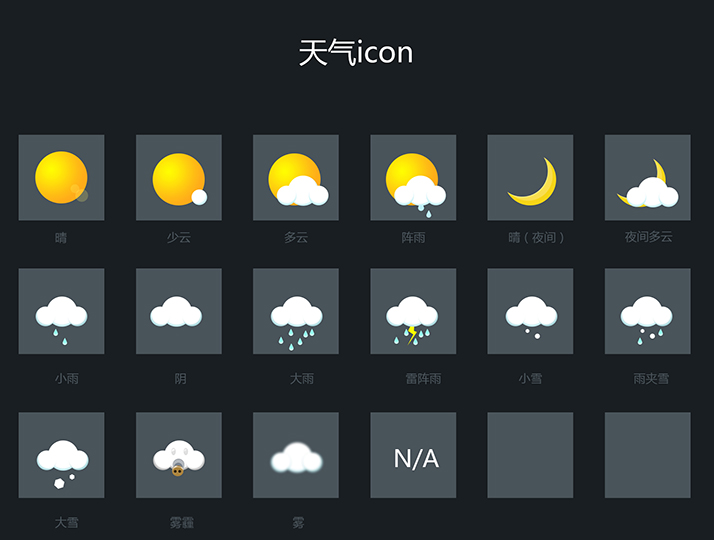 天气icon
晴
少云
多云
阵雨
晴（夜间）
夜间多云
小雨
阴
大雨
雷阵雨
小雪
雨夹雪
N/A
大雪
雾霾
雾